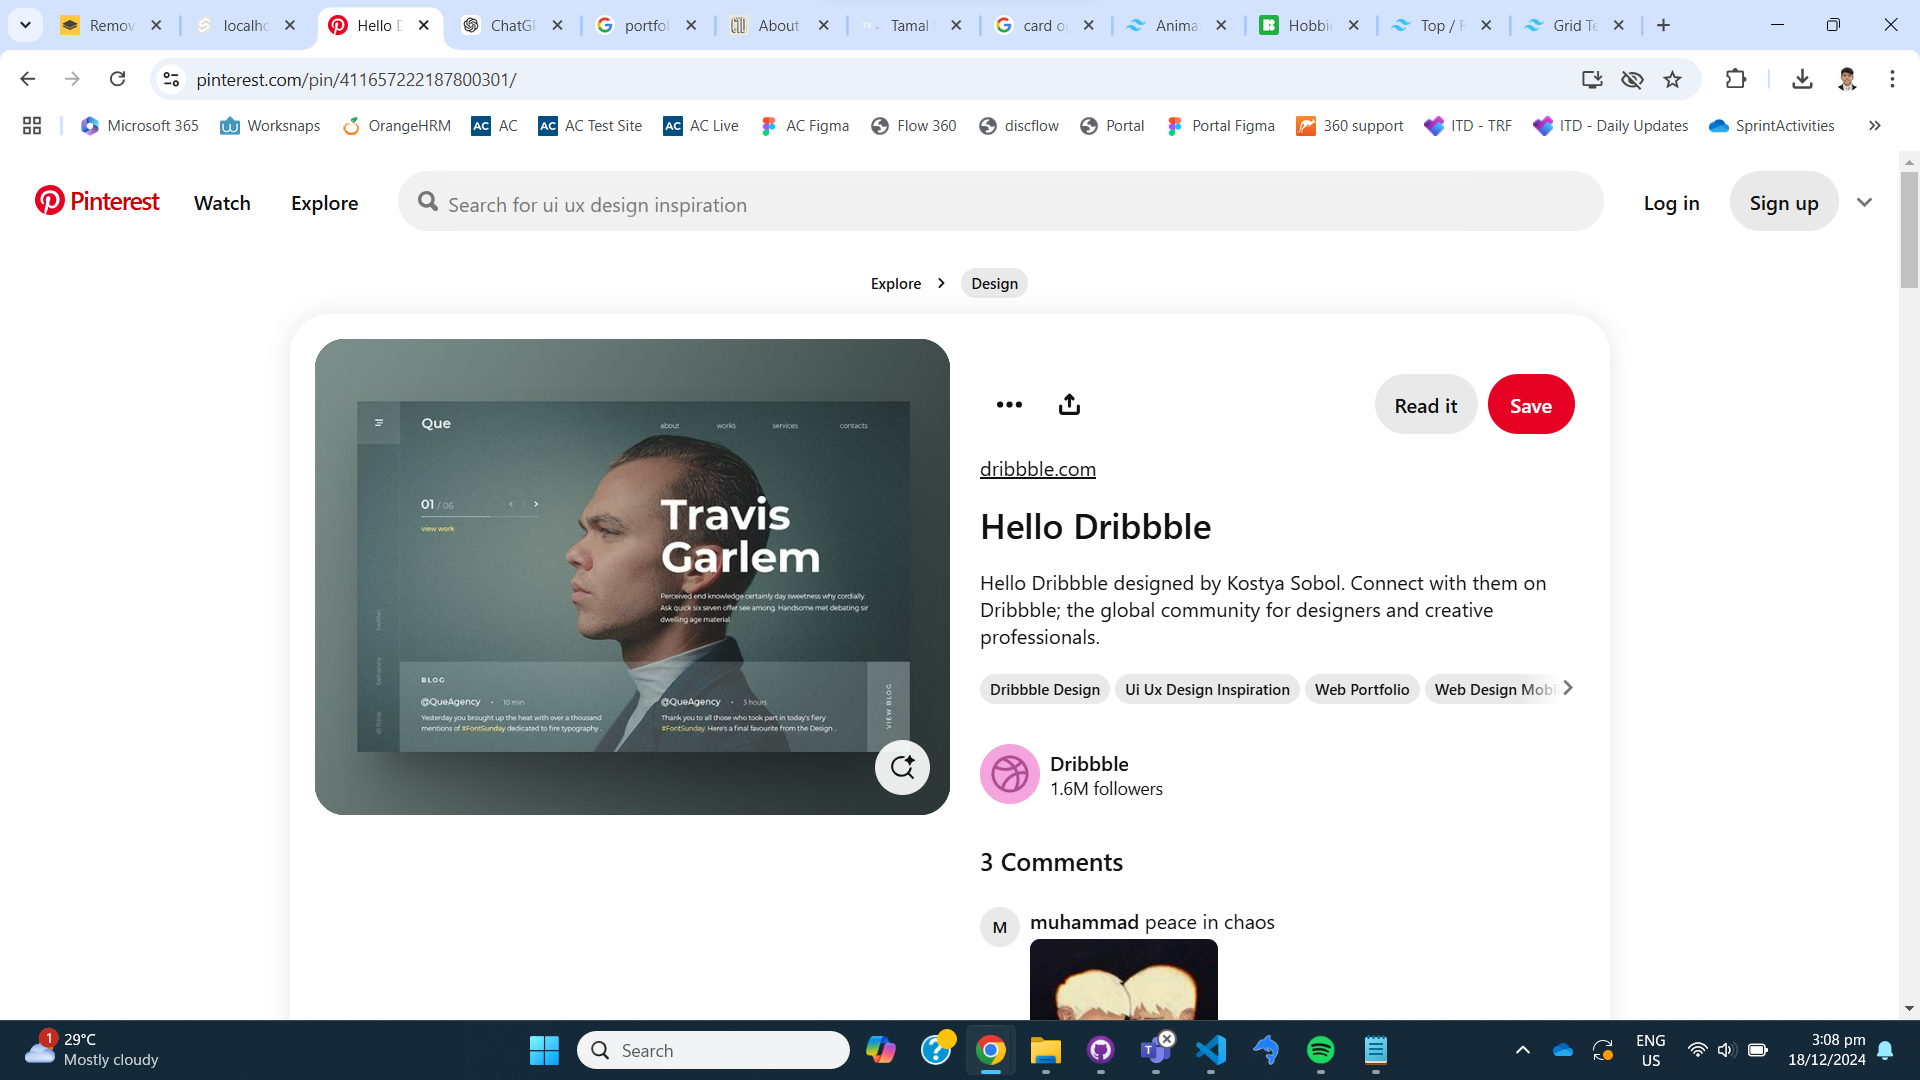 Remov
localho
Hello D
ChatGP
portfol
About
Tamal
card op
Animat
Hobbie
Top / R
Grid Te
pinterest.com/pin/411657222187800301/
Microsoft 365
Worksnaps
OrangeHRM
AC AC
AC AC Test Site
AC AC Live
AC Figma
Flow 360
discflow
Portal
Portal Figma
360 support
ITD - TRF
ITD - Daily Updates
SprintActivities
Pinterest
Watch
Explore
Search for ui ux design inspiration
Log in
Sign up
Explore
Design
Que
about works services contacts
01 / 06
view work
Travis
Garlem
Perceived end knowledge certainly day sweetness why cordially.
Ask quick six seven offer see among. Handsome met debating sir
dwelling age material.
twitter
behance
dribbble
BLOG
@QueAgency • 10 min
Yesterday you brought up the heat with over a thousand
mentions of #FontSunday dedicated to fire typography.
@QueAgency • 3 hours
Thank you to all those who took part in today's fiery
#FontSunday. Here's a final favourite from the Design .
VIEW BLOG
Read it
Save
dribbble.com
Hello Dribbble
Hello Dribbble designed by Kostya Sobol. Connect with them on
Dribbble; the global community for designers and creative
professionals.
Dribbble Design
Ui Ux Design Inspiration
Web Portfolio
Web Design Mobi
Dribbble
1.6M followers
3 Comments
M
muhammad peace in chaos
1
29°C
Mostly cloudy
Search
ENG
US
3:08 pm
18/12/2024